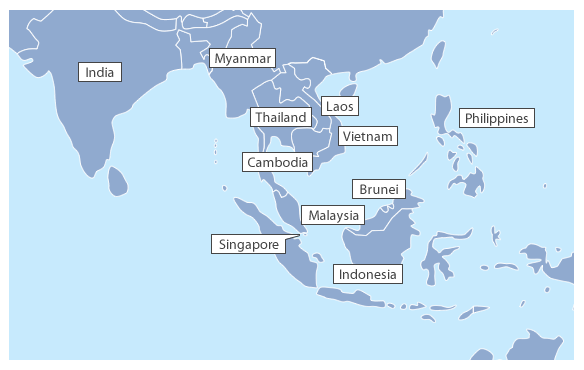 Myanmar
India
Laos
Thailand
Philippines
Vietnam
Cambodia
Brunei
Malaysia
Singapore
Indonesia